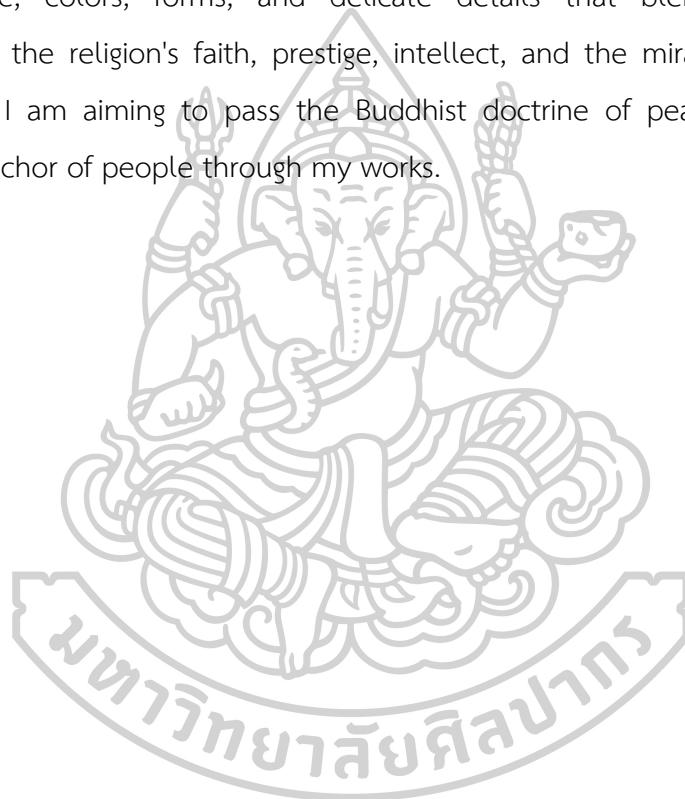 e, colors, forms, and delicate details that blen
the religion's faith, prestige, intellect, and the mira
I am aiming to pass the Buddhist doctrine of pea
chor of people through my works.
มหาวิทยาลัยศิลปากร